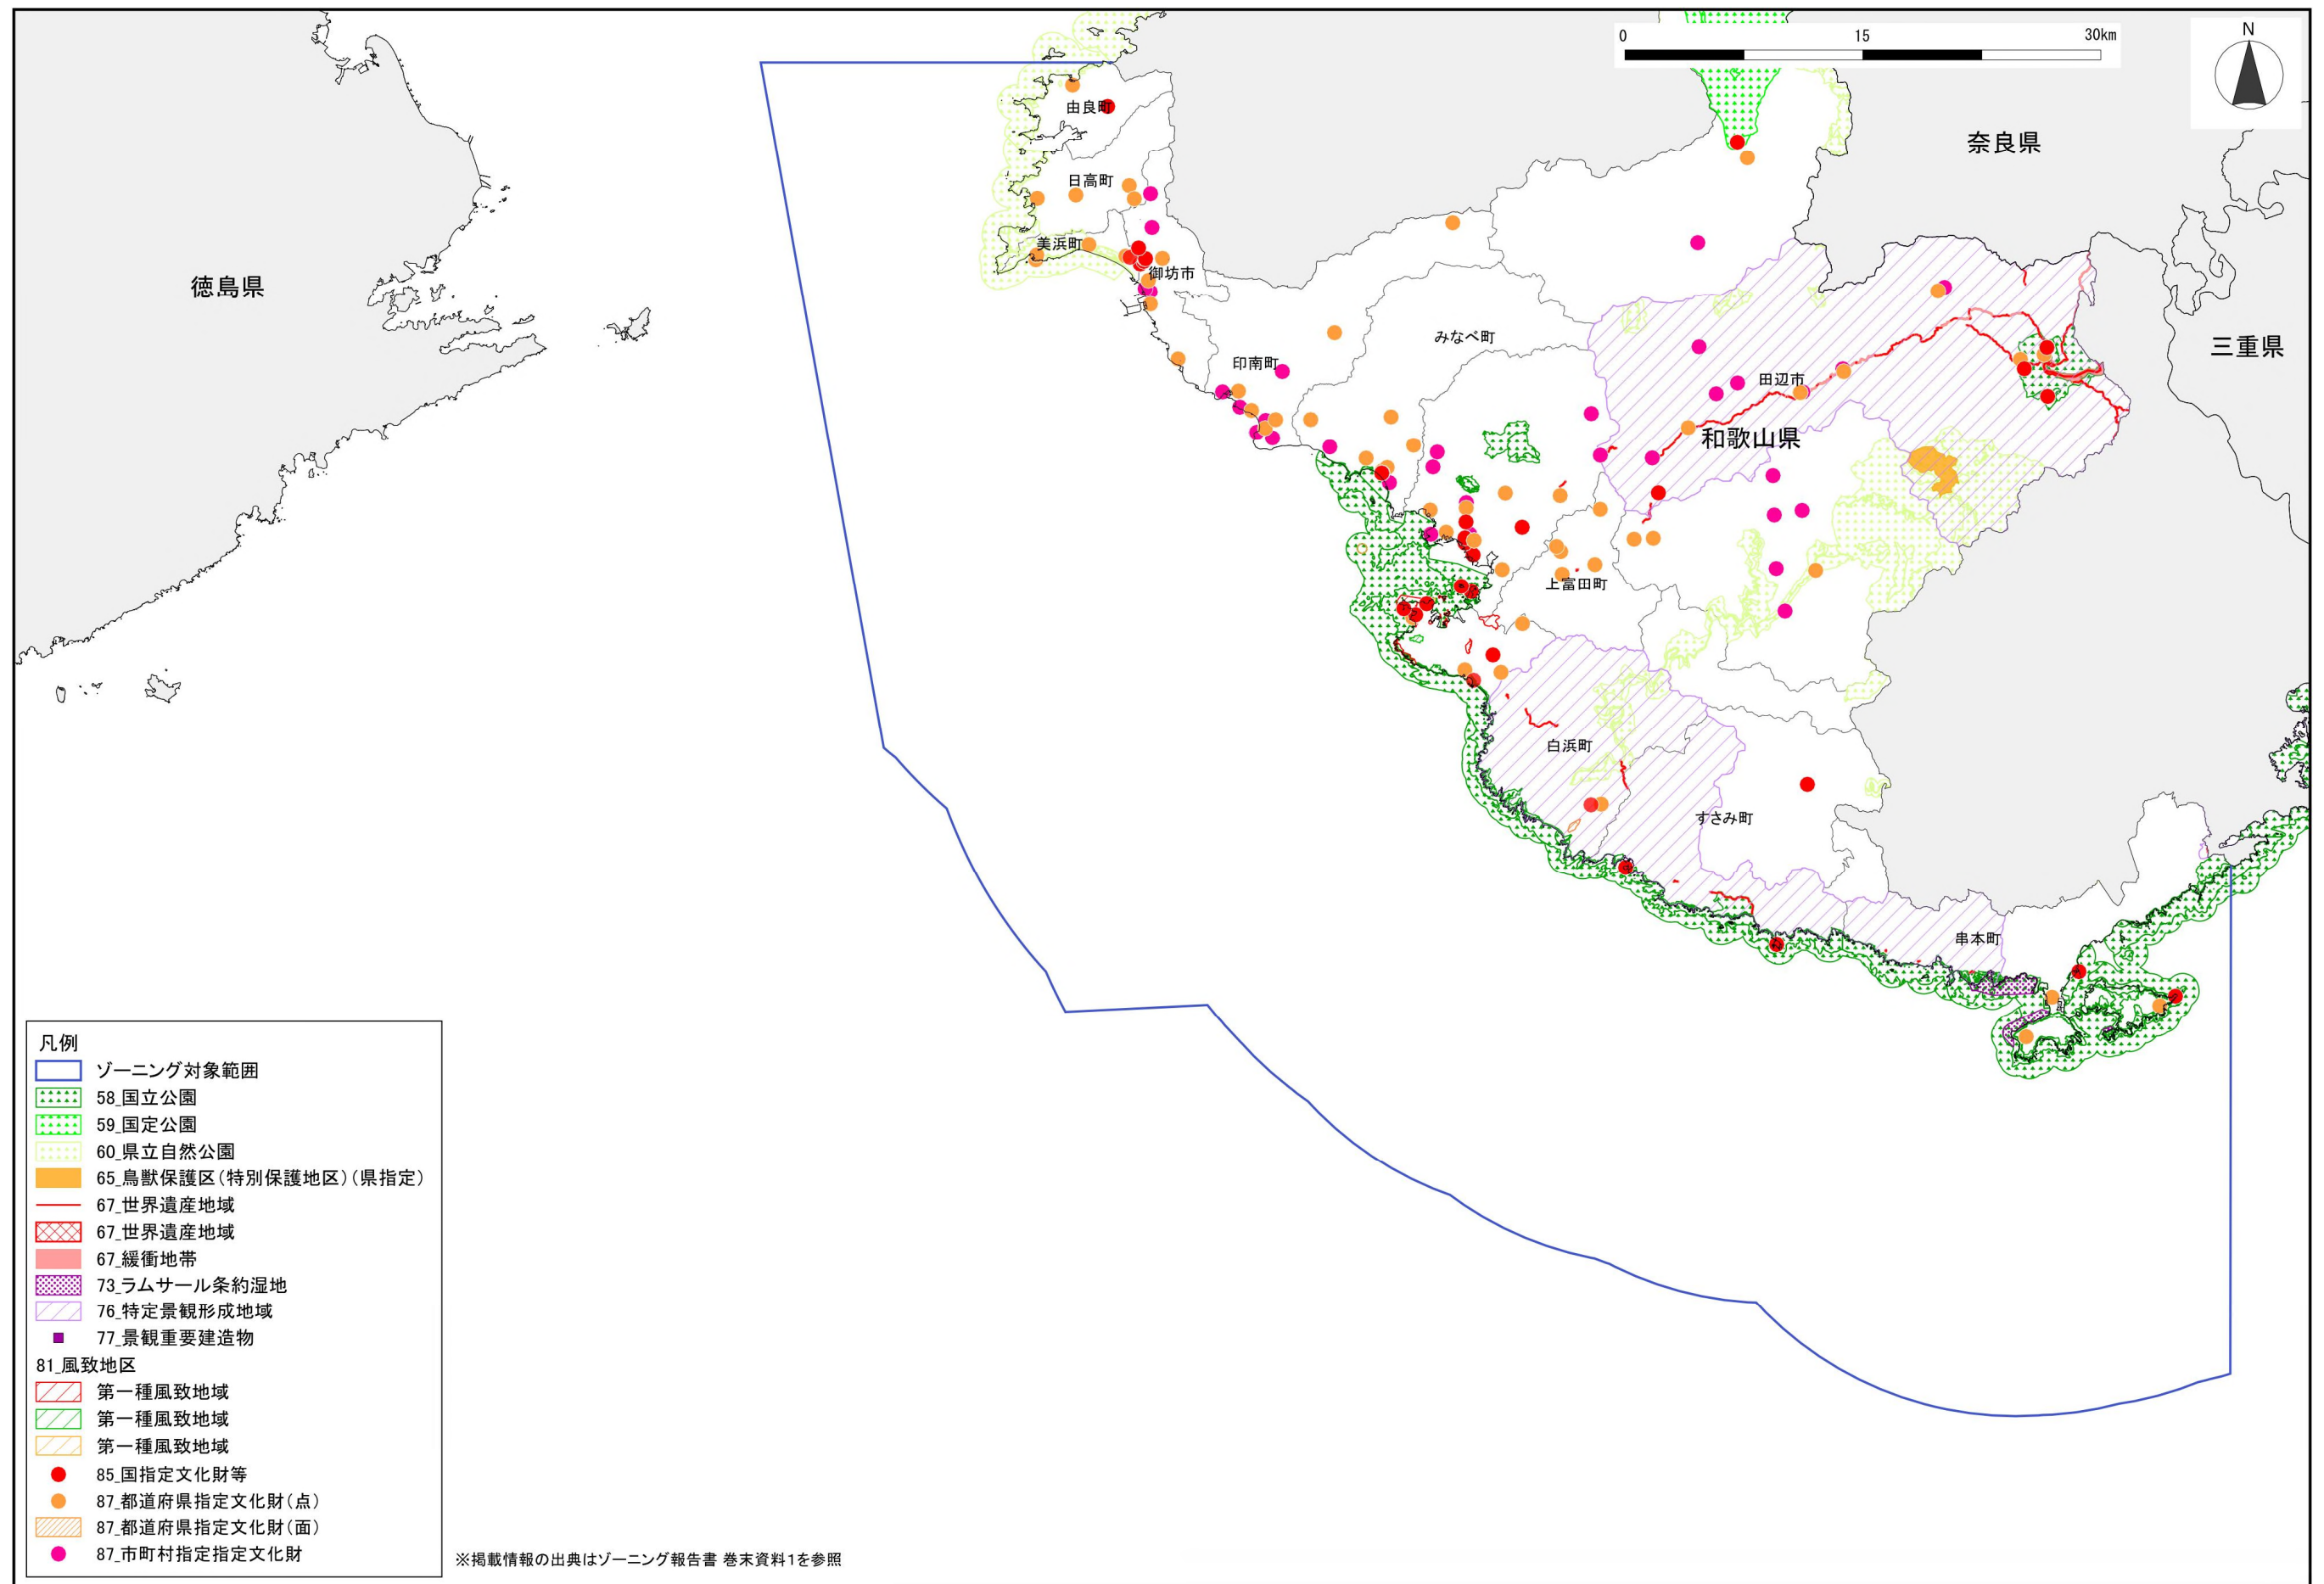 0 15 30km
N
奈良県
由良町
日高町
美浜町
御坊市
徳島県
みなべ町
三重県
印南町
田辺市
和歌山県
上富田町
白浜町
すさみ町
串本町
凡例
ゾーニング対象範囲
58_国立公園
59_国定公園
60_県立自然公園
65_鳥獣保護区(特別保護地区)(県指定)
67_世界遺産地域
67_世界遺産地域
67_緩衝地帯
73_ラムサール条約湿地
76_特定景観形成地域
77_景観重要建造物
81_風致地区
第一種風致地域
第一種風致地域
第一種風致地域
85_国指定文化財等
87_都道府県指定文化財(点)
87_都道府県指定文化財(面)
87_市町村指定指定文化財
※掲載情報の出典はゾーニング報告書 巻末資料1を参照